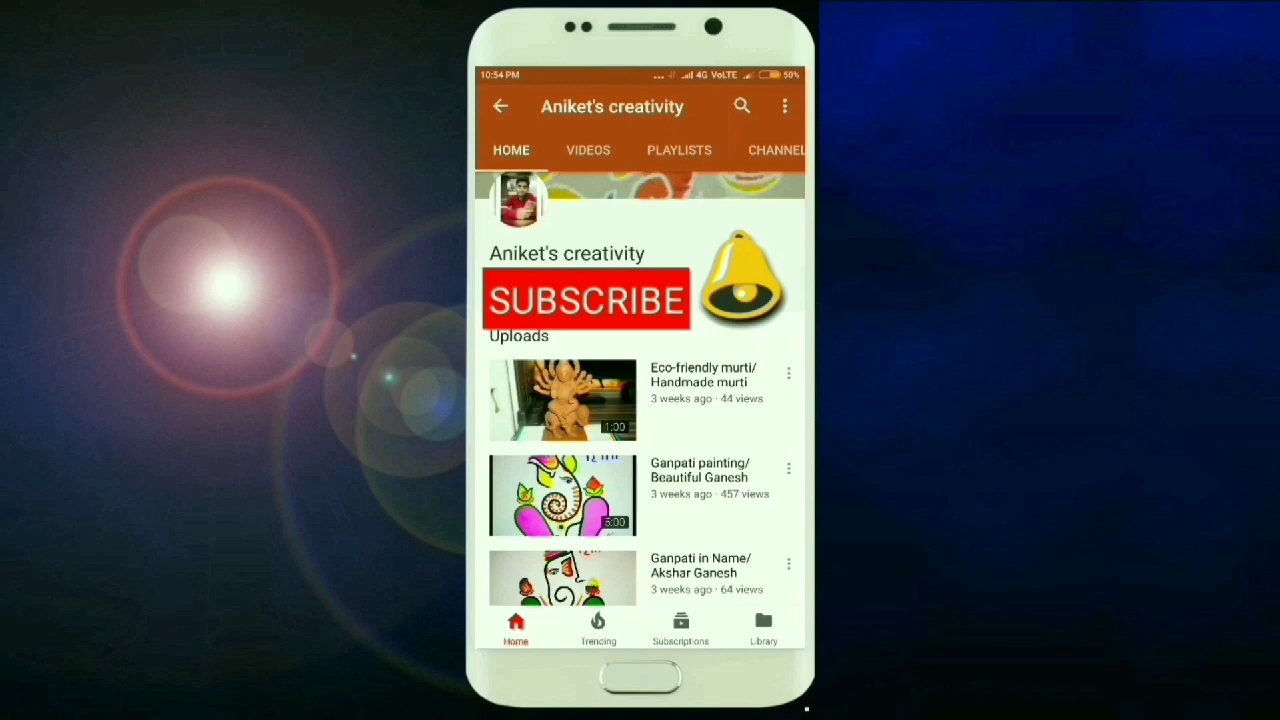 10:54 PM
4G VoLTE
50%
Aniket's creativity
HOME VIDEOS PLAYLISTS CHANNEL
Aniket's creativity
SUBSCRIBE
Uploads
Eco-friendly murti/
Handmade murti
3 weeks ago · 44 views
1:00
Ganpati painting/
Beautiful Ganesh
3 weeks ago · 457 views
5:00
Ganpati in Name/
Akshar Ganesh
3 weeks ago · 64 views
Home Trending Subscriptions Library